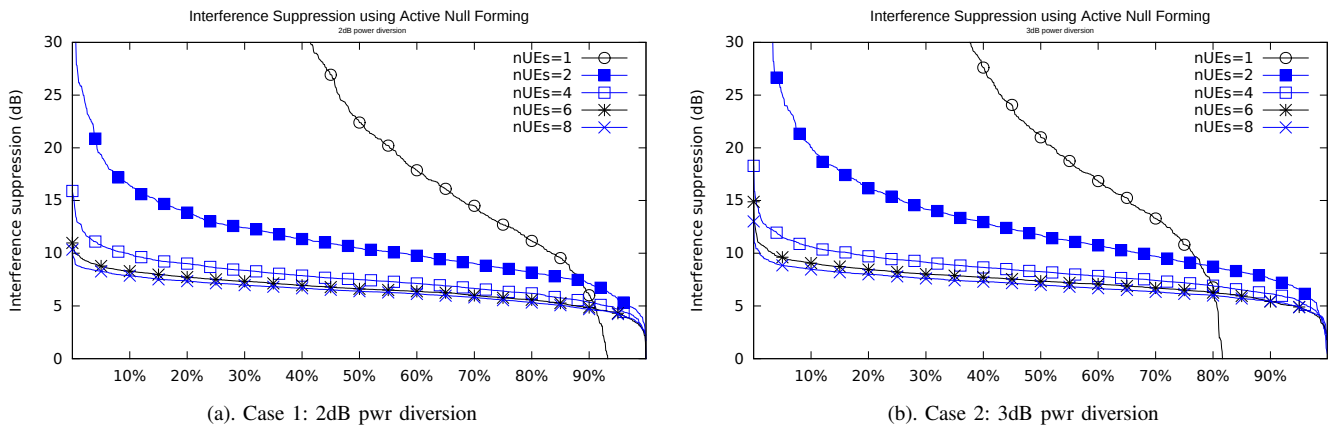 Interference Suppression using Active Null Forming
2dB power diversion
Interference suppression (dB)
30
25
20
15
10
5
0
nUEs=1
nUEs=2
nUEs=4
nUEs=6
nUEs=8
10% 20% 30% 40% 50% 60% 70% 80% 90%
(a). Case 1: 2dB pwr diversion
Interference Suppression using Active Null Forming
3dB power diversion
Interference suppression (dB)
30
25
20
15
10
5
0
nUEs=1
nUEs=2
nUEs=4
nUEs=6
nUEs=8
10% 20% 30% 40% 50% 60% 70% 80% 90%
(b). Case 2: 3dB pwr diversion